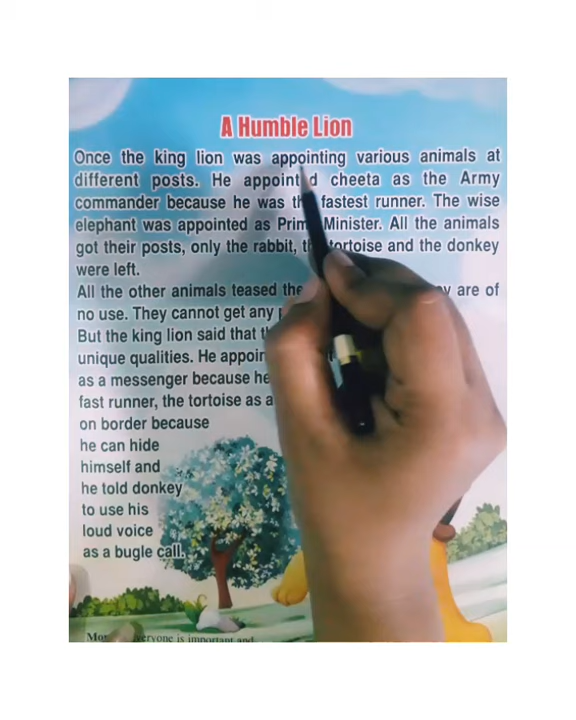 A Humble Lion
Once the king lion was appointing various animals at
different posts. He appoint d cheeta as the Army
commander because he was th fastest runner. The wise
elephant was appointed as Prim Minister. All the animals
got their posts, only the rabbit, t tortoise and the donkey
were left.
All the other animals teased the y are of
no use. They cannot get any
But the king lion said that t
unique qualities. He appoin
as a messenger because he
fast runner, the tortoise as a
on border because
he can hide
himself and
he told donkey
to use his
loud voice
as a bugle call.
everyone is important and